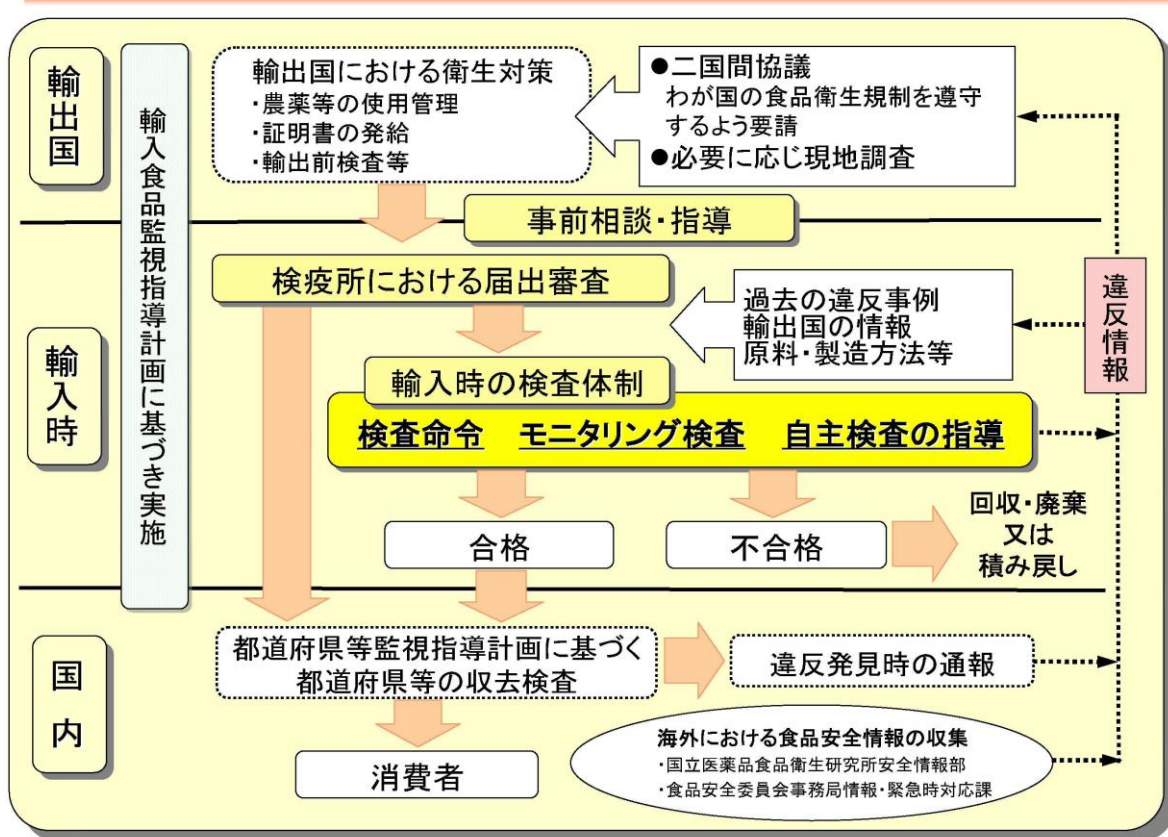 輸出国
輸入食品監視指導計画に基づき実施
輸出国における衛生対策
・農薬等の使用管理
・証明書の発給
・輸出前検査等
●二国間協議
わが国の食品衛生規制を遵守
するよう要請
●必要に応じ現地調査
事前相談・指導
輸入時
検疫所における届出審査
過去の違反事例
輸出国の情報
原料・製造方法等
違反情報
輸入時の検査体制
検査命令 モニタリング検査 自主検査の指導
合格
不合格
回収・廃棄
又は
積み戻し
国内
都道府県等監視指導計画に基づく
都道府県等の収去検査
違反発見時の通報
消費者
海外における食品安全情報の収集
・国立医薬品食品衛生研究所安全情報部
・食品安全委員会事務局情報・緊急時対応課